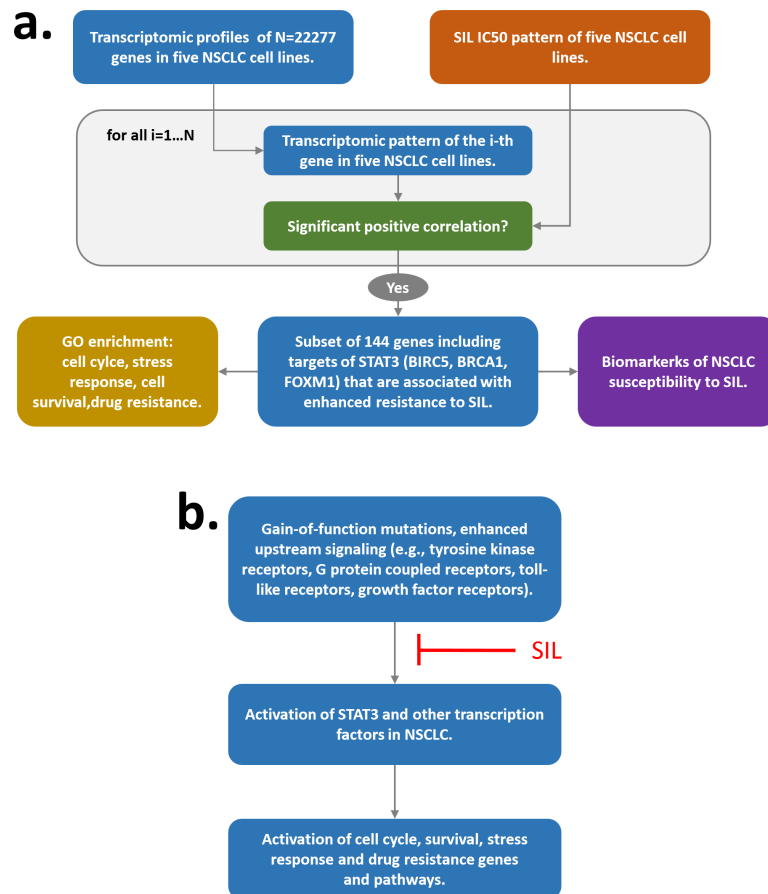 a.
Transcriptomic profiles of N=22277
genes in five NSCLC cell lines.
SIL IC50 pattern of five NSCLC cell
lines.
for all i=1...N
Transcriptomic pattern of the i-th
gene in five NSCLC cell lines.
Significant positive correlation?
Yes
GO enrichment:
cell cylce, stress
response, cell
survival,drug resistance.
Subset of 144 genes including
targets of STAT3 (BIRC5, BRCA1,
FOXM1) that are associated with
enhanced resistance to SIL.
Biomarkerks of NSCLC
susceptibility to SIL.
b.
Gain-of-function mutations, enhanced
upstream signaling (e.g., tyrosine kinase
receptors, G protein coupled receptors, toll-
like receptors, growth factor receptors).
SIL
Activation of STAT3 and other transcription
factors in NSCLC.
Activation of cell cycle, survival, stress
response and drug resistance genes
and pathways.